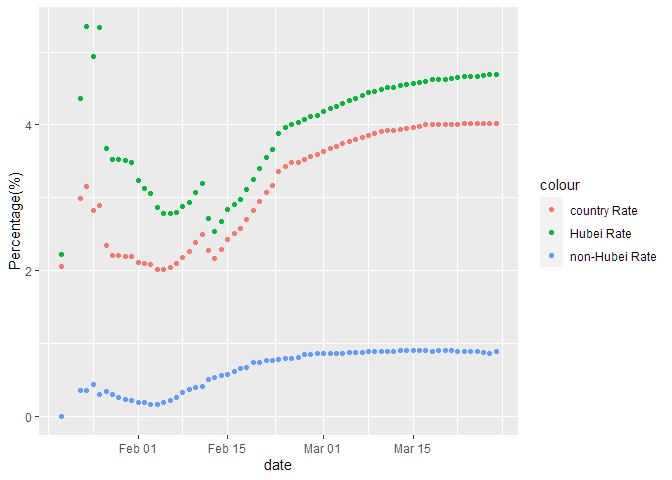 Percentage(%)
4
2
0
Feb 01
Feb 15
Mar 01
Mar 15
date
colour
country Rate
Hubei Rate
non-Hubei Rate